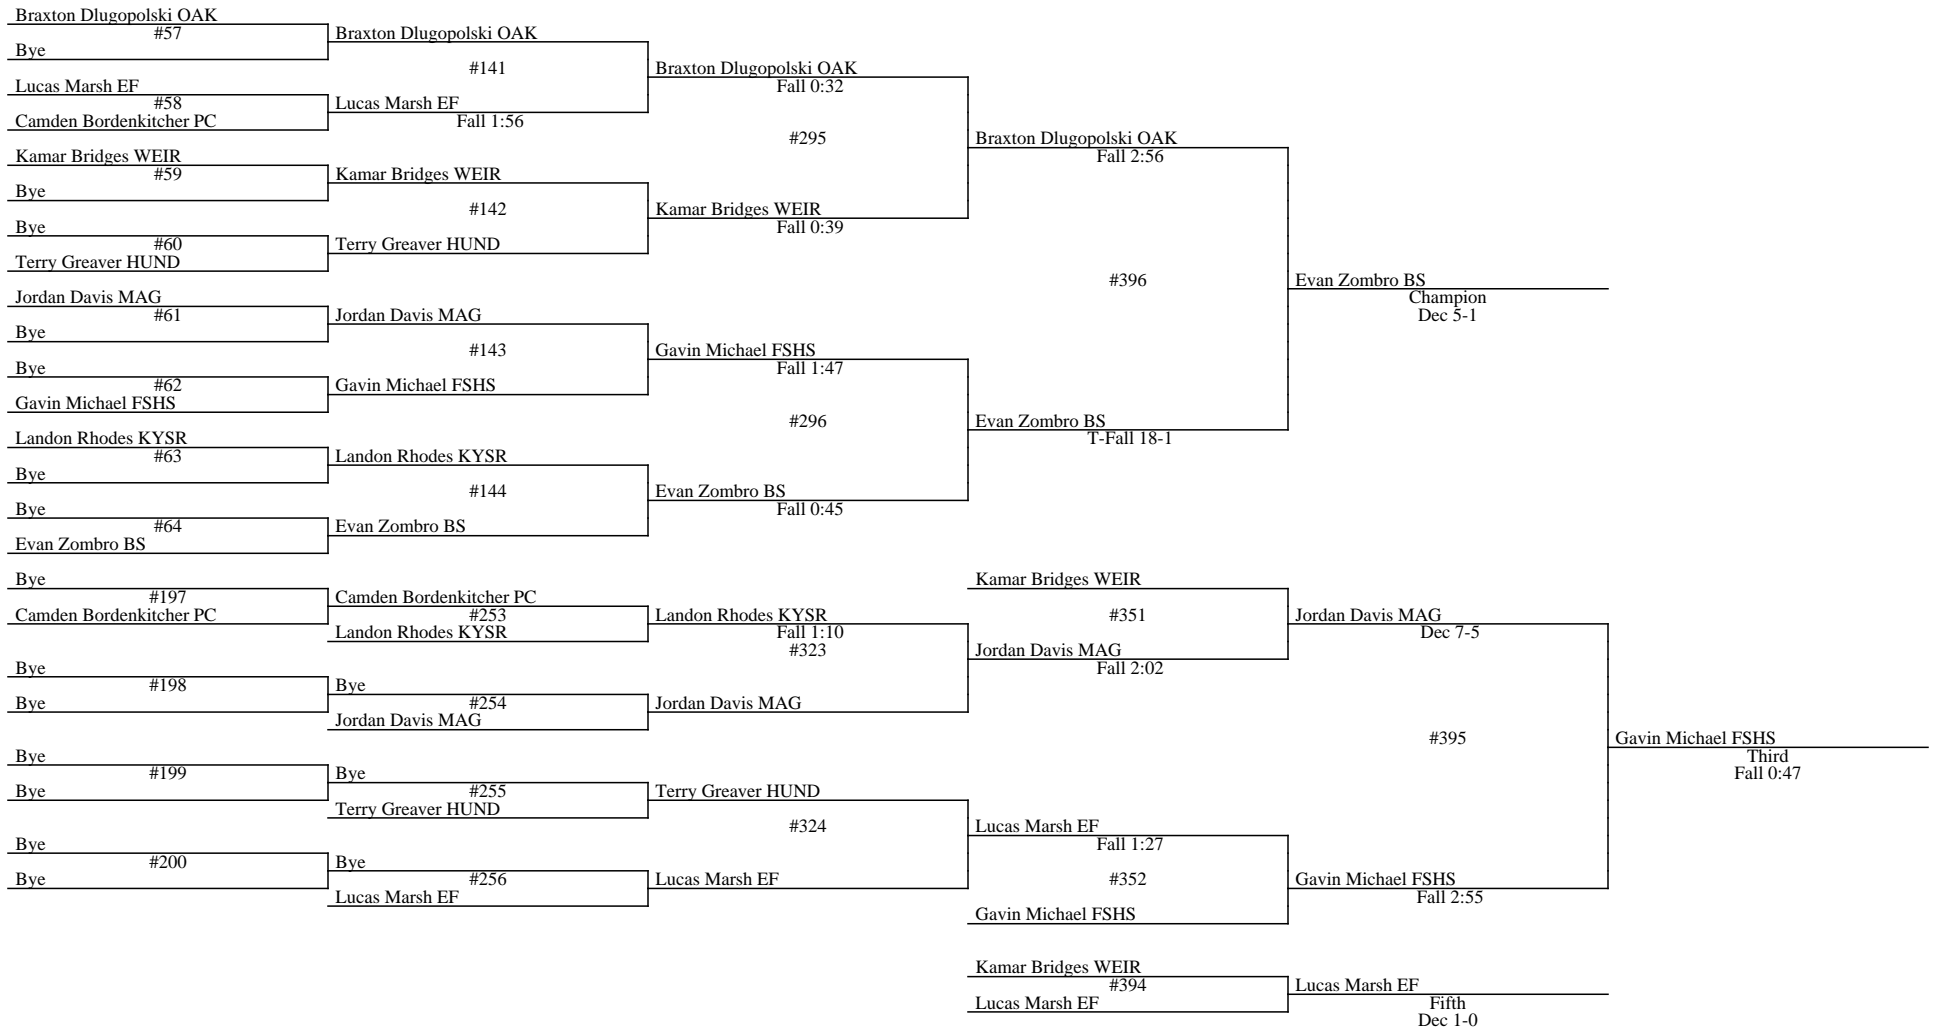 Braxton Dlugopolski OAK
#57
Bye
Braxton Dlugopolski OAK
#141
Lucas Marsh EF
#58
Camden Bordenkitcher PC
Lucas Marsh EF
Fall 1:56
Braxton Dlugopolski OAK
Fall 0:32
#295
Kamar Bridges WEIR
#59
Bye
Kamar Bridges WEIR
#142
Bye
#60
Terry Greaver HUND
Terry Greaver HUND
Kamar Bridges WEIR
Fall 0:39
Braxton Dlugopolski OAK
Fall 2:56
#396
Jordan Davis MAG
#61
Bye
Jordan Davis MAG
#143
Bye
#62
Gavin Michael FSHS
Gavin Michael FSHS
Gavin Michael FSHS
Fall 1:47
#296
Landon Rhodes KYSR
#63
Bye
Landon Rhodes KYSR
#144
Bye
#64
Evan Zombro BS
Evan Zombro BS
Evan Zombro BS
Fall 0:45
Evan Zombro BS
T-Fall 18-1
Evan Zombro BS
Champion
Dec 5-1
Bye
#197
Camden Bordenkitcher PC
Camden Bordenkitcher PC
#253
Landon Rhodes KYSR
Landon Rhodes KYSR
Fall 1:10
#323
Bye
#198
Bye
Bye
#254
Jordan Davis MAG
Jordan Davis MAG
Kamar Bridges WEIR
#351
Jordan Davis MAG
Fall 2:02
Jordan Davis MAG
Dec 7-5
#395
Bye
#199
Bye
Bye
#255
Terry Greaver HUND
Terry Greaver HUND
#324
Bye
#200
Bye
Bye
#256
Lucas Marsh EF
Lucas Marsh EF
Lucas Marsh EF
Fall 1:27
#352
Gavin Michael FSHS
Gavin Michael FSHS
Fall 2:55
Gavin Michael FSHS
Third
Fall 0:47
Kamar Bridges WEIR
#394
Lucas Marsh EF
Lucas Marsh EF
Fifth
Dec 1-0